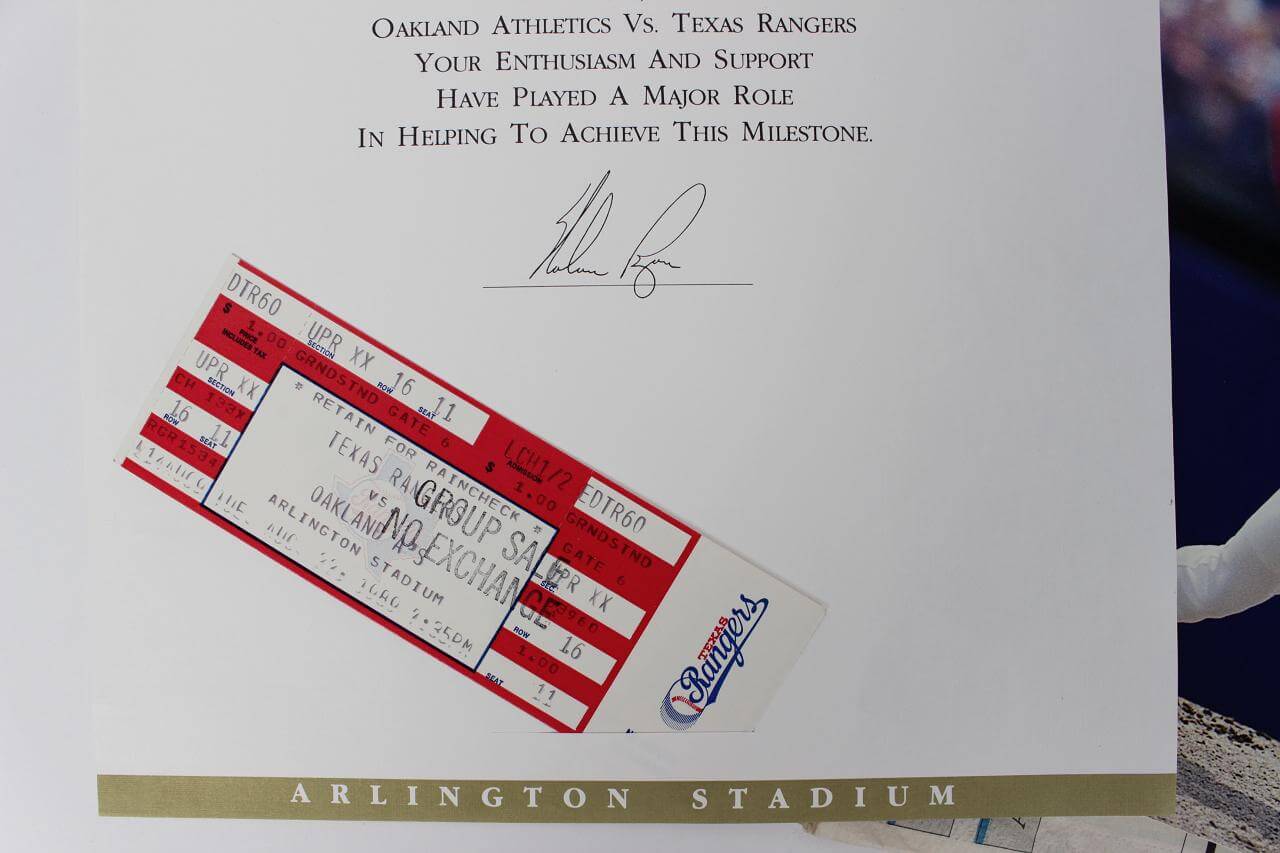 OAKLAND ATHLETICS VS. TEXAS RANGERS
YOUR ENTHUSIASM AND SUPPORT
HAVE PLAYED A MAJOR ROLE
IN HELPING TO ACHIEVE THIS MILESTONE.
Nolan Ryan
DTR60
UPR XX 16 11
SECTION ROW SEAT
$ 1.00 GRNDSTND GATE 6
PRICE
INCLUDES TAX
UPR XX
SECTION
CH 133X
16 11
ROW SEAT
* RETAIN FOR RAINCHECK *
TEXAS RANGERS
VS
OAKLAND A'S
ARLINGTON STADIUM
GROUP SALE
NO EXCHANGE
LCH1/2
ADMISSION
$ 1.00
EDTR60
GRNDSTND
GATE 6
UPR XX
SEC.
16
ROW
1.00
11
SEAT
TEXAS
Rangers
ARLINGTON STADIUM